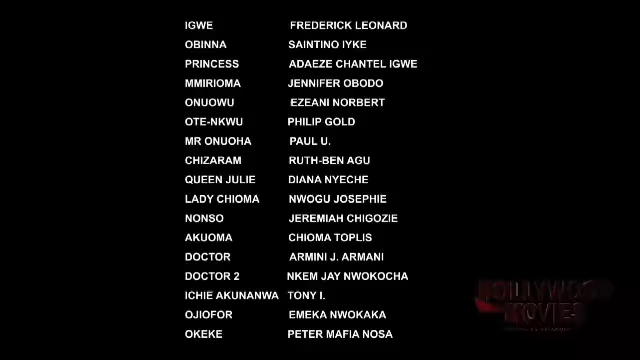 IGWE FREDERICK LEONARD
OBINNA SAINTINO IYKE
PRINCESS ADAEZE CHANTEL IGWE
MMIRIOMA JENNIFER OBODO
ONUOWU EZEANI NORBERT
OTE-NKWU PHILIP GOLD
MR ONUOHA PAUL U.
CHIZARAM RUTH-BEN AGU
QUEEN JULIE DIANA NYECHE
LADY CHIOMA NWOGU JOSEPHIE
NONSO JEREMIAH CHIGOZIE
AKUOMA CHIOMA TOPLIS
DOCTOR ARMINI J. ARMANI
DOCTOR 2 NKEM JAY NWOKOCHA
ICHIE AKUNANWA TONY I.
OJIOFOR EMEKA NWOKAKA
OKEKE PETER MAFIA NOSA
MOVIES